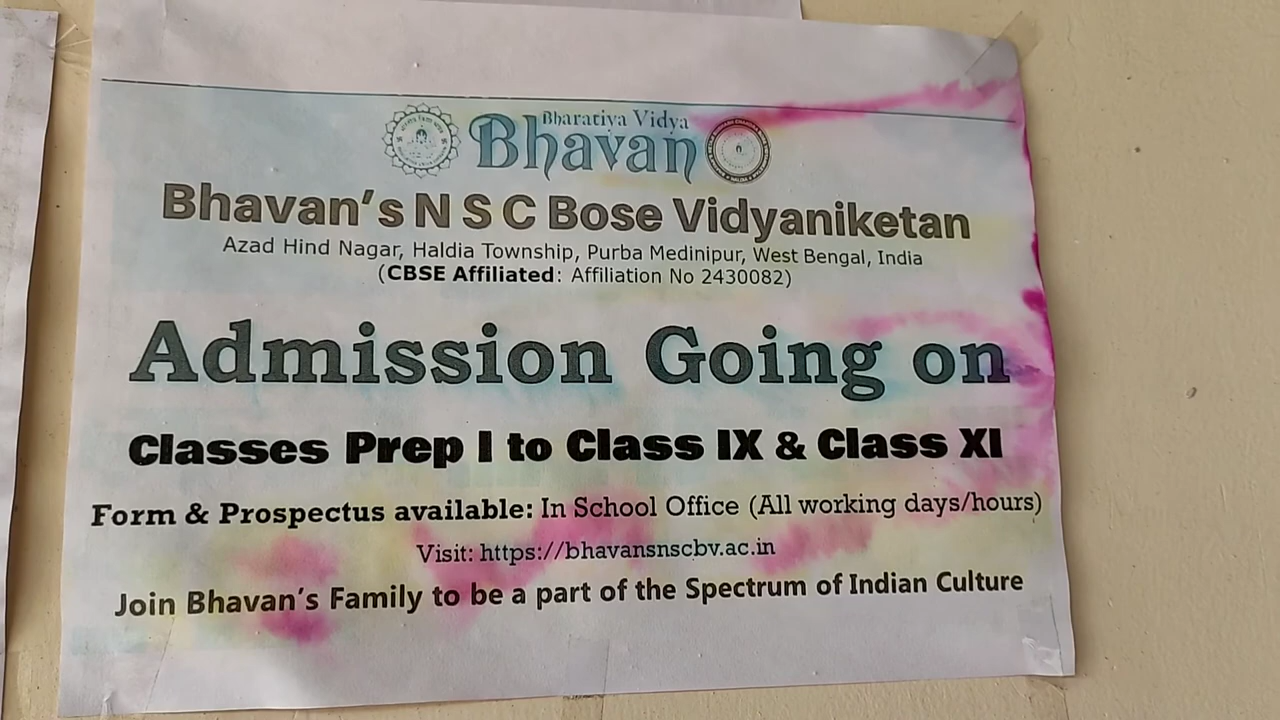 Bharatiya Vidya
Bhavan
Bhavan's N S C Bose Vidyaniketan
Azad Hind Nagar, Haldia Township, Purba Medinipur, West Bengal, India
(CBSE Affiliated: Affiliation No 2430082)
Admission Going on
Classes Prep I to Class IX & Class XI
Form & Prospectus available: In School Office (All working days/hours)
Visit: https://bhavansnscbv.ac.in
Join Bhavan's Family to be a part of the Spectrum of Indian Culture